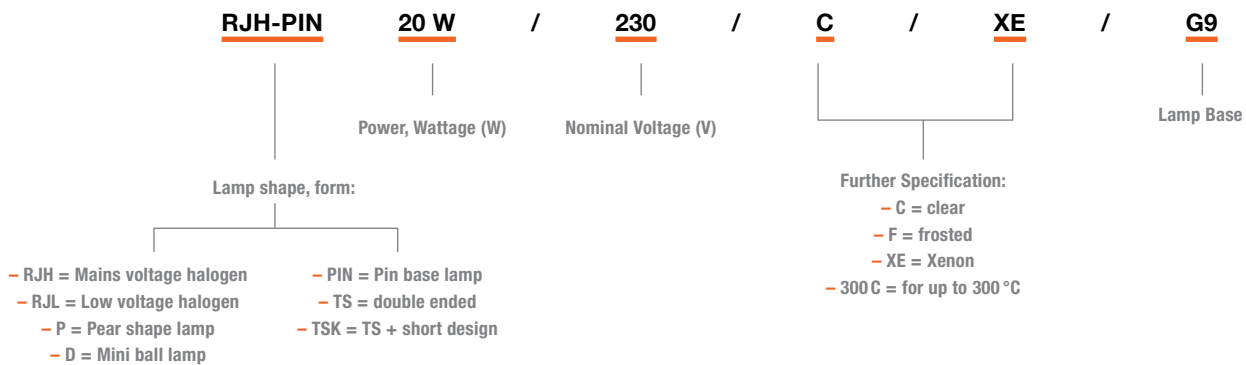 RJH-PIN 20 W / 230 / C / XE / G9
Power, Wattage (W)
Nominal Voltage (V)
Lamp Base
Lamp shape, form:
– RJH = Mains voltage halogen
– RJL = Low voltage halogen
– P = Pear shape lamp
– D = Mini ball lamp
– PIN = Pin base lamp
– TS = double ended
– TSK = TS + short design
Further Specification:
– C = clear
– F = frosted
– XE = Xenon
– 300 C = for up to 300 °C